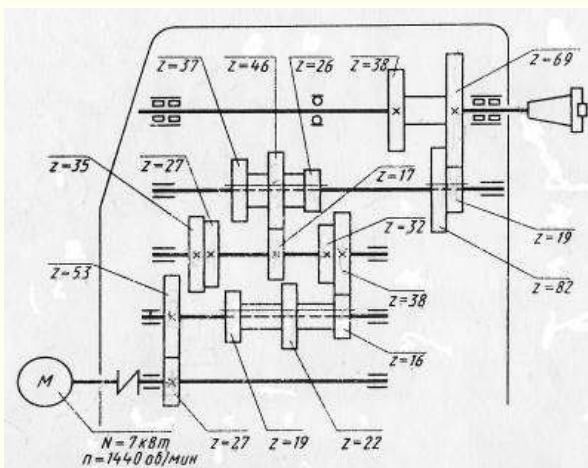 z=37
z=46
z=26
z=38
z=69
z=35
z=27
z=17
z=32
z=19
z=53
z=38
z=82
z=16
M
N=7 кВт
n=1440 об/мин
z=27
z=19
z=22